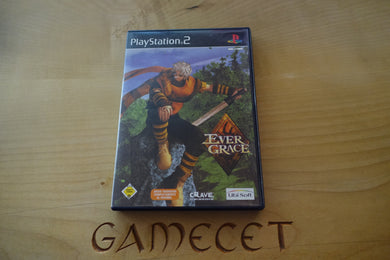 PlayStation 2
EVER
GRACE
CRAVE
Ubi Soft
GAMECET